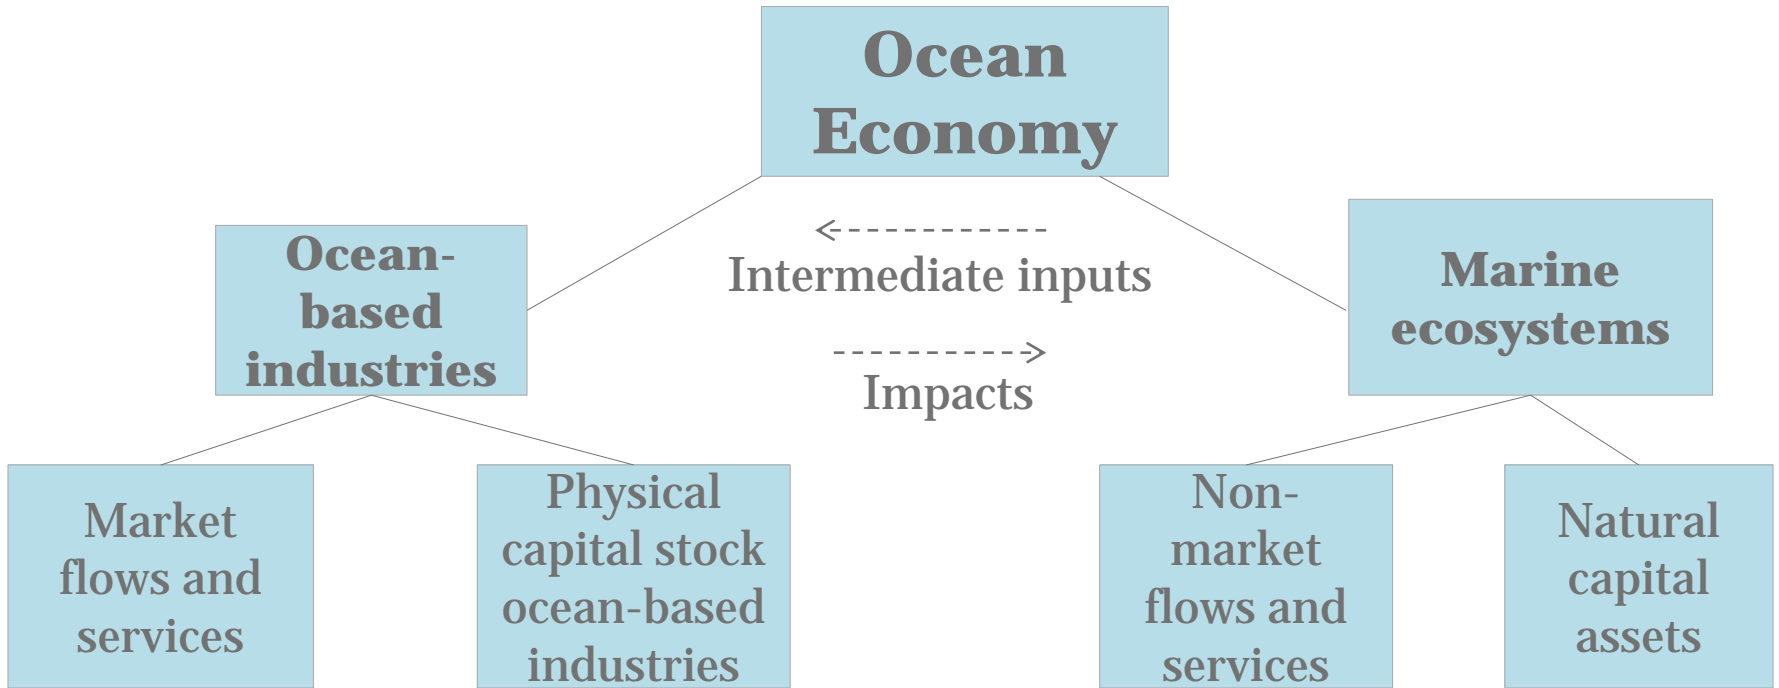 Ocean
Economy
Ocean-
based
industries
Intermediate inputs
Impacts
Marine
ecosystems
Market
flows and
services
Physical
capital stock
ocean-based
industries
Non-
market
flows and
services
Natural
capital
assets